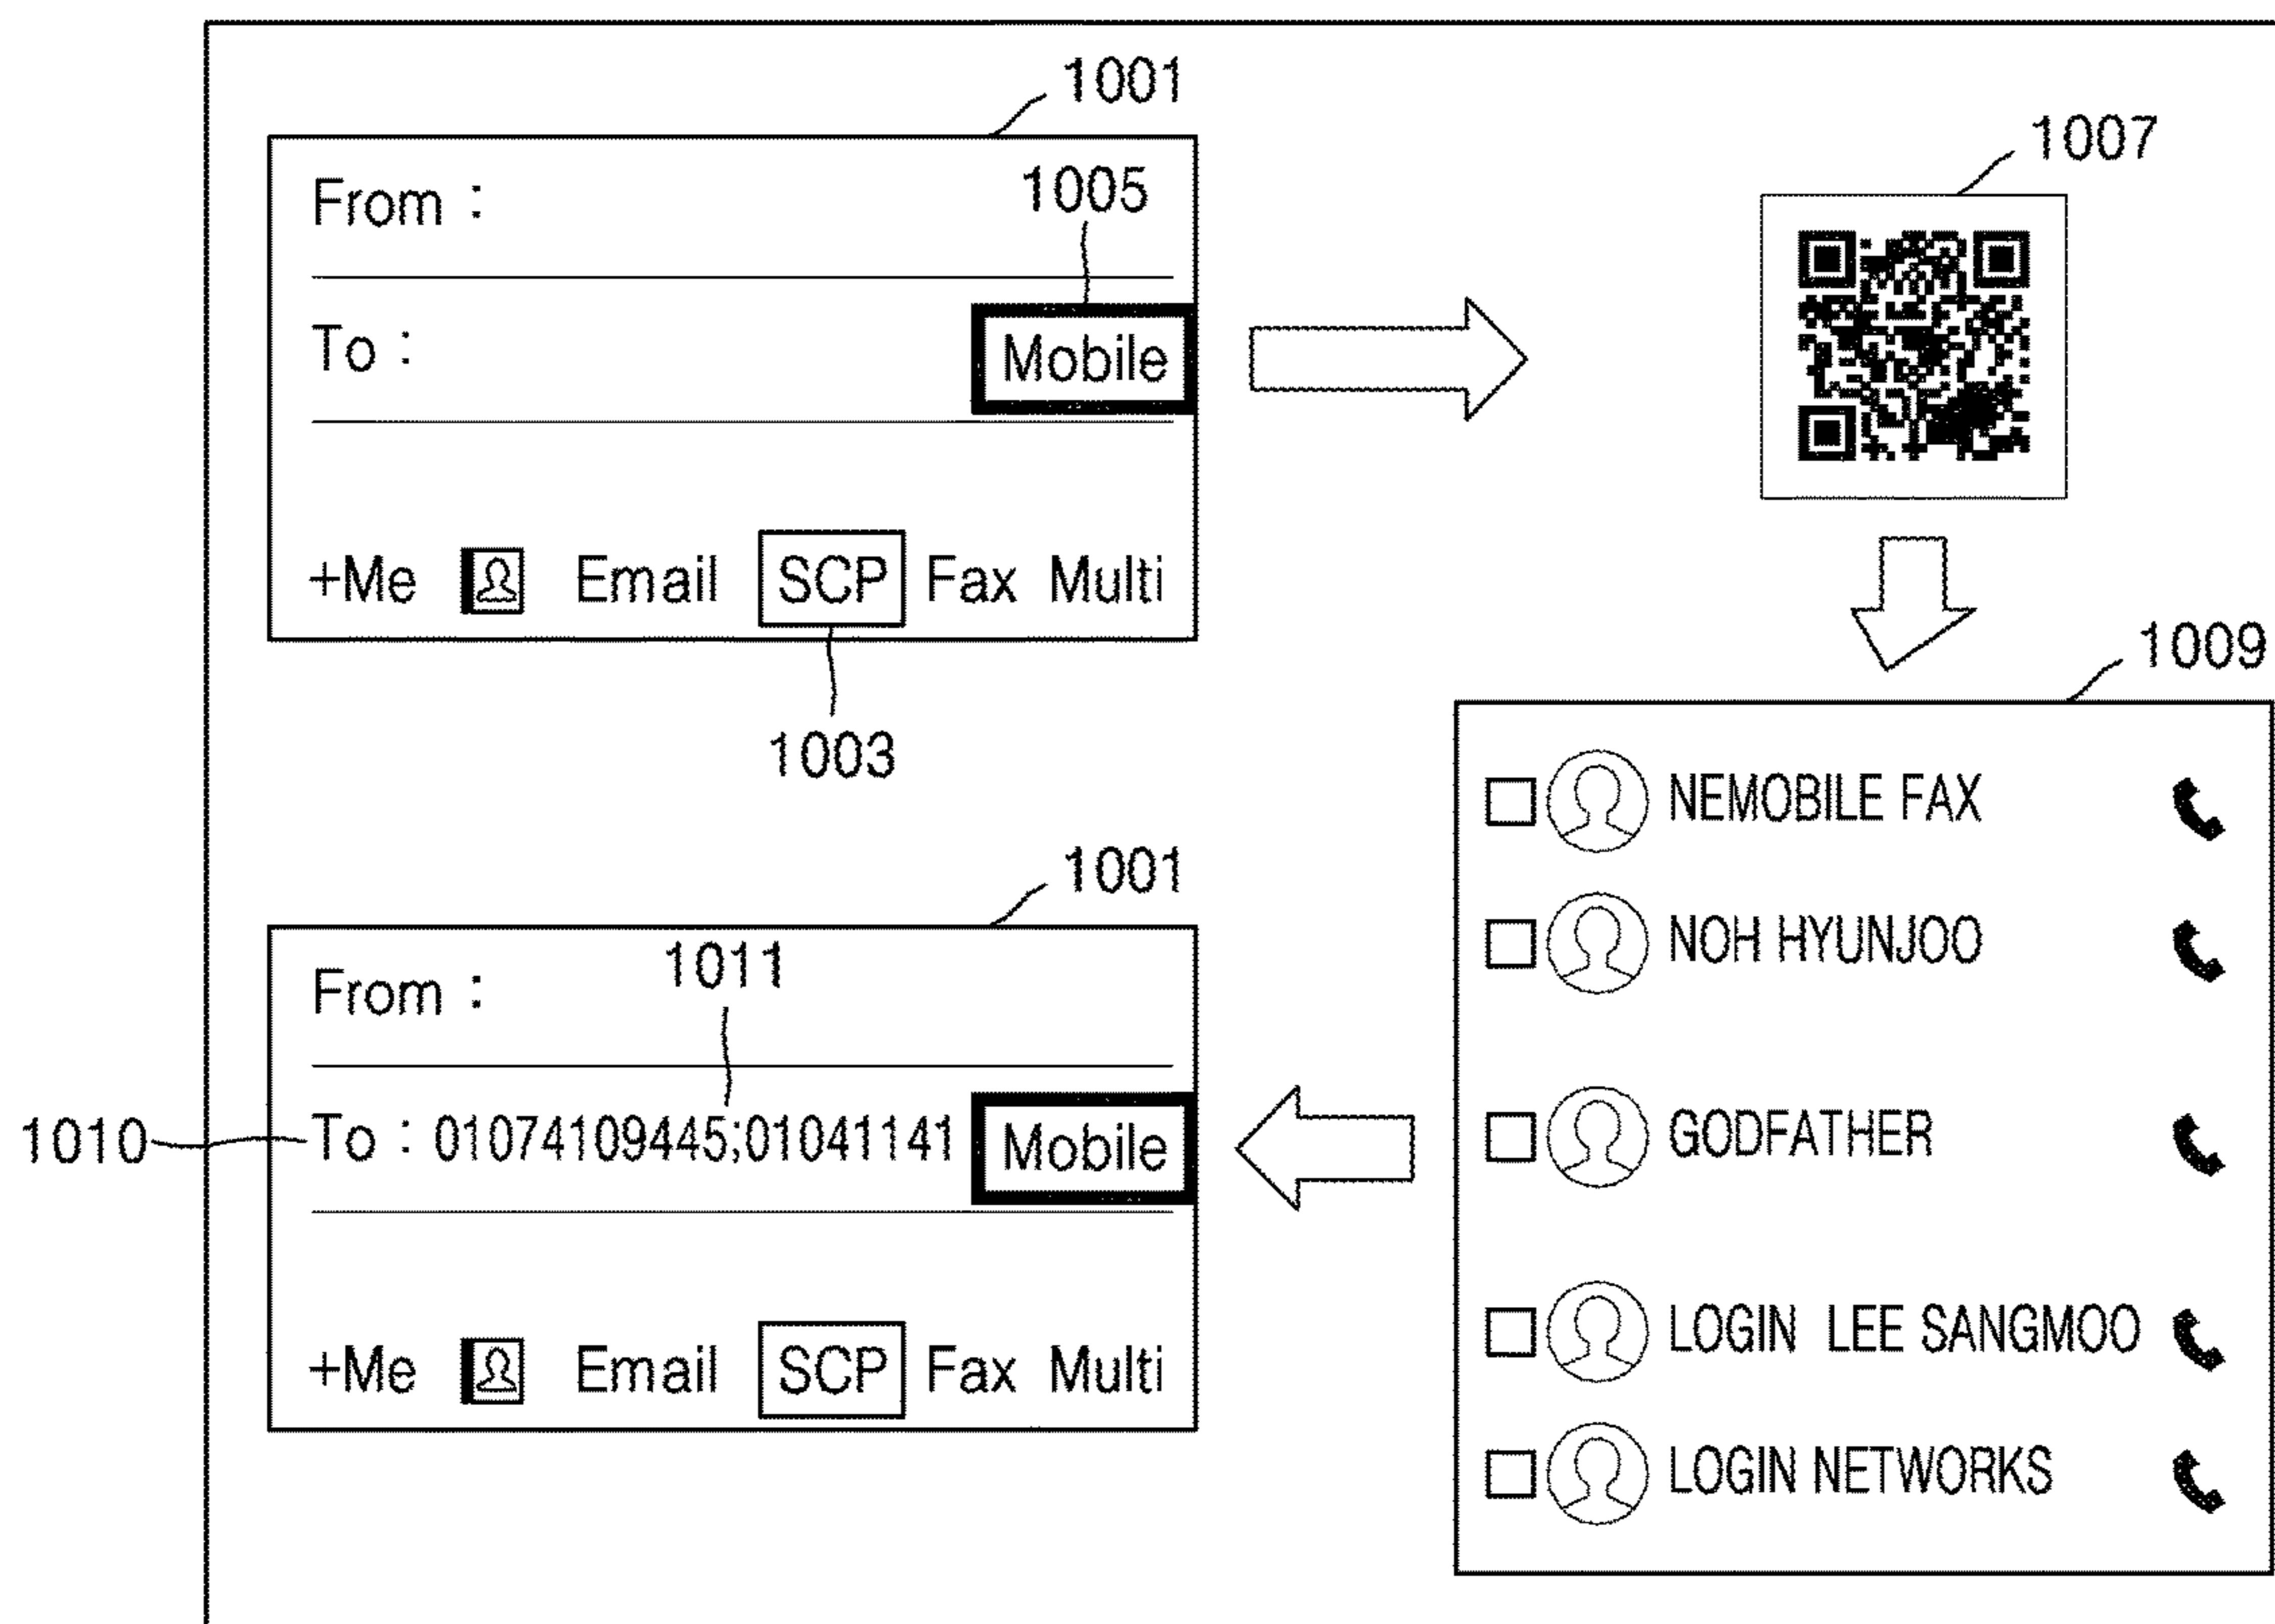 1001
1005
From :
To :
Mobile
+Me Email SCP Fax Multi
1003
1007
1009
NEMOBILE FAX
NOH HYUNJOO
GODFATHER
LOGIN LEE SANGMOO
LOGIN NETWORKS
1001
1011
From :
1010
To : 01074109445;01041141
Mobile
+Me Email SCP Fax Multi